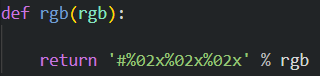 def rgb(rgb):
    return '#%02x%02x%02x' % rgb